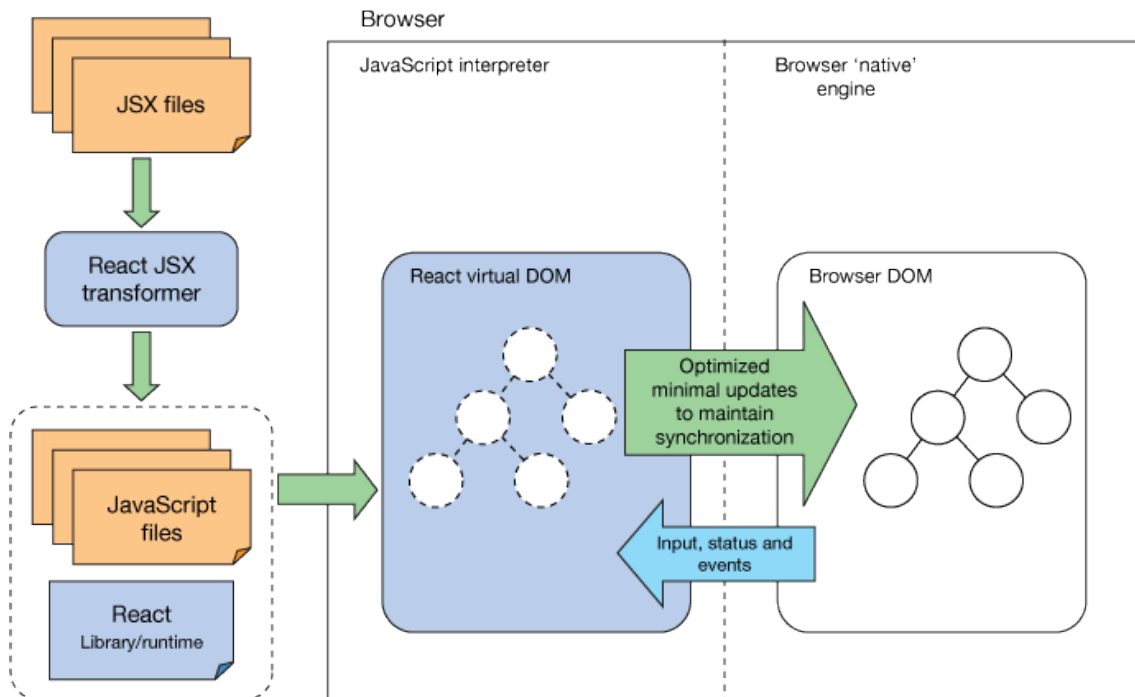 Browser
JSX files
JavaScript interpreter
Browser ‘native’
engine
React JSX
transformer
React virtual DOM
Browser DOM
Optimized
minimal updates
to maintain
synchronization
JavaScript
files
Input, status and
events
React
Library/runtime